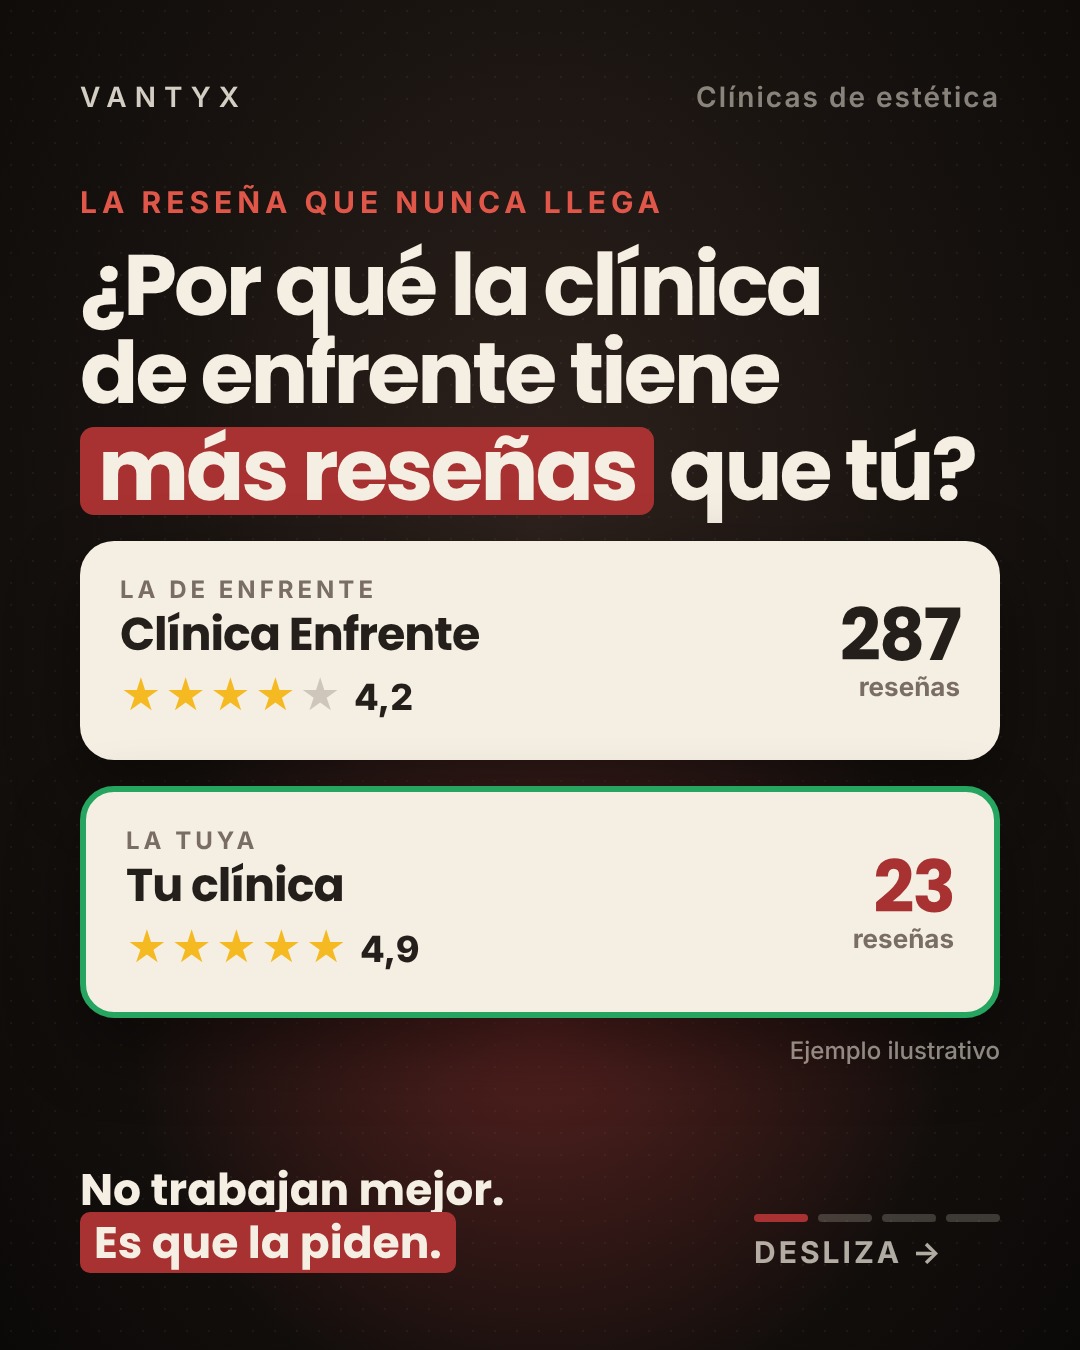 VANTYX
Clínicas de estética
LA RESEÑA QUE NUNCA LLEGA
¿Por qué la clínica
de enfrente tiene
más reseñas que tú?
LA DE ENFRENTE
Clínica Enfrente
★★★★★ 4,2
287
reseñas
LA TUYA
Tu clínica
★★★★★ 4,9
23
reseñas
Ejemplo ilustrativo
No trabajan mejor.
Es que la piden.
DESLIZA →